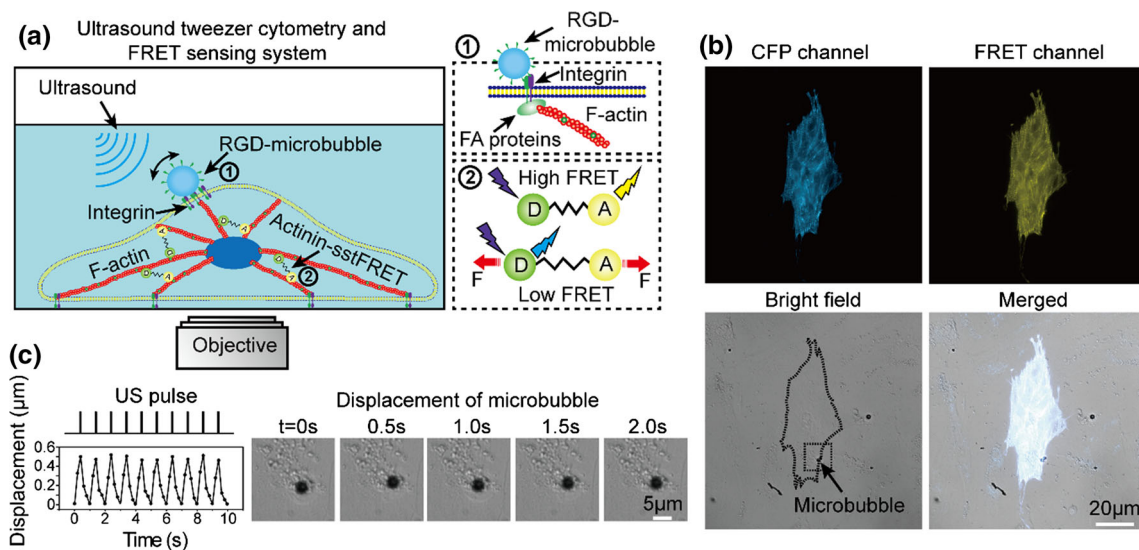 (a)
Ultrasound tweezer cytometry and
FRET sensing system
Ultrasound
RGD-microbubble
1
Integrin
F-actin
Actinin-sstFRET
2
D
A
D
A
D
A
D
A
Objective
1
RGD-
microbubble
Integrin
F-actin
FA proteins
2
High FRET
D
A
D
A
F
F
Low FRET
(b)
CFP channel
FRET channel
Bright field
Merged
Microbubble
20μm
(c)
US pulse
Displacement (μm)
0.6
0.4
0.2
0
0 2 4 6 8 10
Time (s)
Displacement of microbubble
t=0s 0.5s 1.0s 1.5s 2.0s
5μm